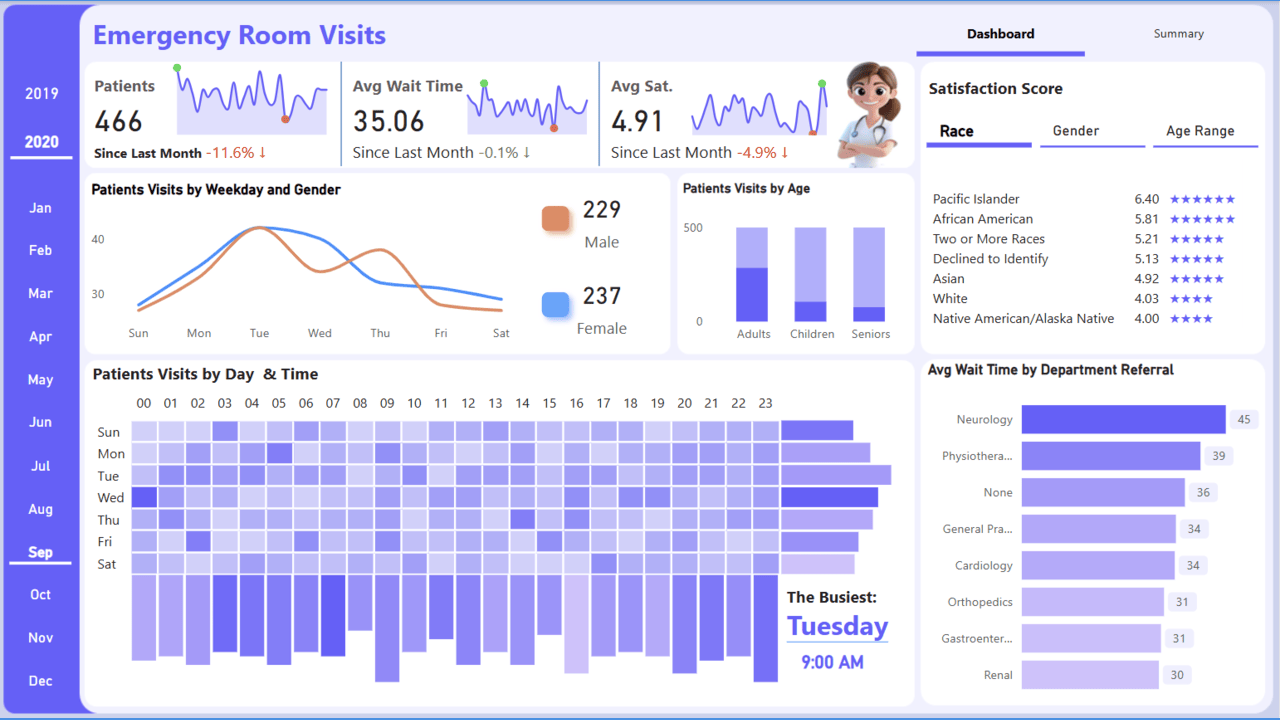 Emergency Room Visits
Dashboard
Summary
2019
2020
Jan
Feb
Mar
Apr
May
Jun
Jul
Aug
Sep
Oct
Nov
Dec
Patients
466
Since Last Month -11.6% ↓
Avg Wait Time
35.06
Since Last Month -0.1% ↓
Avg Sat.
4.91
Since Last Month -4.9% ↓
Patients Visits by Weekday and Gender
40
30
Sun Mon Tue Wed Thu Fri Sat
229
Male
237
Female
Patients Visits by Age
500
0
Adults Children Seniors
Satisfaction Score
Race Gender Age Range
Pacific Islander 6.40 ★★★★★★
African American 5.81 ★★★★★★
Two or More Races 5.21 ★★★★★
Declined to Identify 5.13 ★★★★★
Asian 4.92 ★★★★★
White 4.03 ★★★★
Native American/Alaska Native 4.00 ★★★★
Patients Visits by Day & Time
00 01 02 03 04 05 06 07 08 09 10 11 12 13 14 15 16 17 18 19 20 21 22 23
Sun
Mon
Tue
Wed
Thu
Fri
Sat
The Busiest:
Tuesday
9:00 AM
Avg Wait Time by Department Referral
Neurology 45
Physiothera... 39
None 36
General Pra... 34
Cardiology 34
Orthopedics 31
Gastroenter... 31
Renal 30